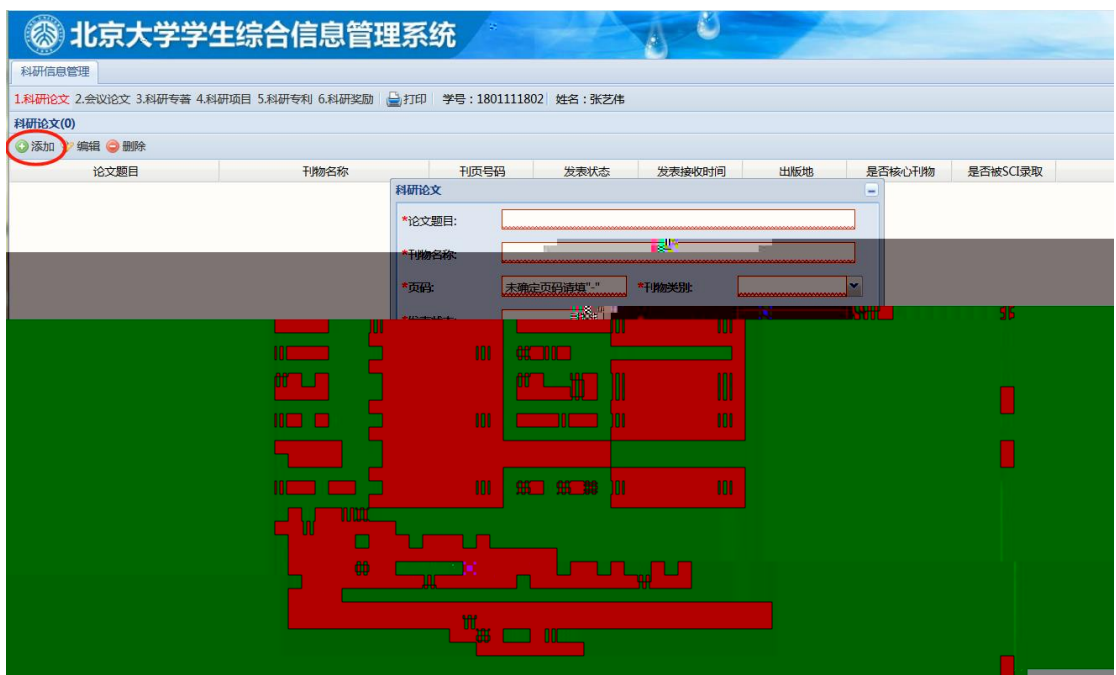 北京大学学生综合信息管理系统
科研信息管理
1.科研论文 2.会议论文 3.科研专著 4.科研项目 5.科研专利 6.科研奖励 打印 学号：1801111802 姓名：张艺伟
科研论文(0)
添加 编辑 删除
论文题目 刊物名称 刊页号码 发表状态 发表接收时间 出版地 是否核心刊物 是否被SCI录取
科研论文
*论文题目:
*刊物名称:
*页码: 未确定页码请填"-" *刊物类别: